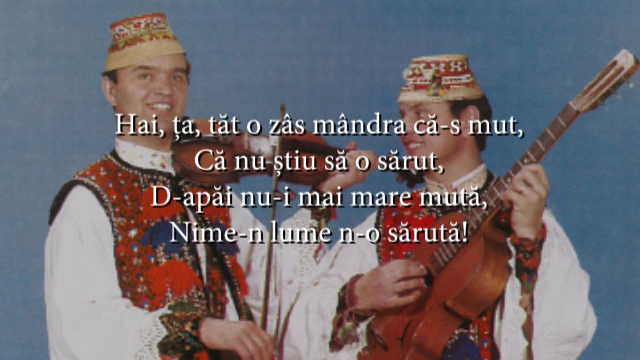 Hai, ța, tăt o zâs mândra că-s mut,
Că nu știu să o sărut,
D-apăi nu-i mai mare mută,
Nime-n lume n-o sărută!